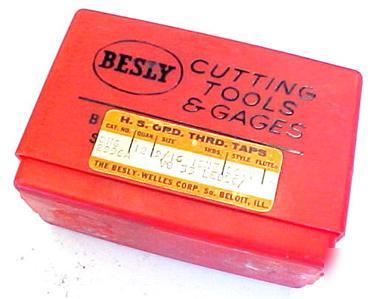 BESLY
CUTTING
TOOLS
& GAGES
B
S
H. S. GRD. THRD. TAPS
CAT. NO. QUAN. SIZE THDS. STYLE FLUTES
THE BESLY-WELLES CORP. So. BELOIT, ILL.